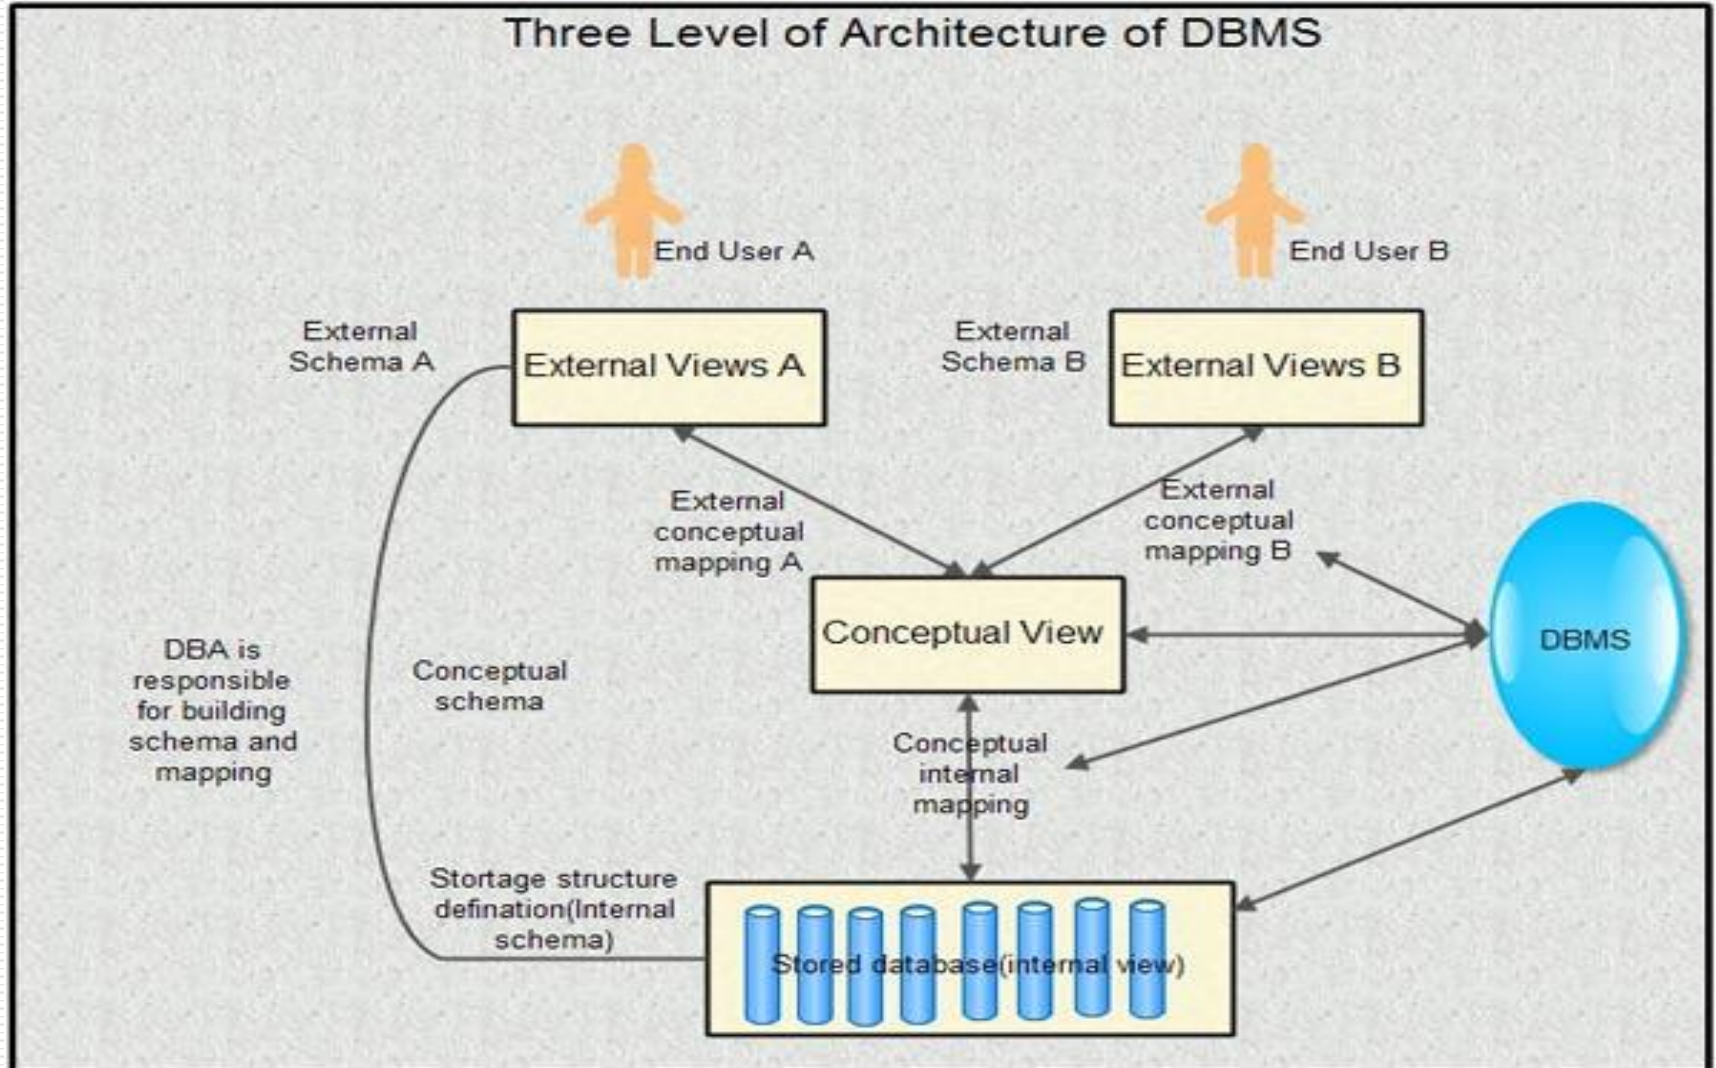 Three Level of Architecture of DBMS
End User A
End User B
External
Schema A
External Views A
External
Schema B
External Views B
External
conceptual
mapping A
External
conceptual
mapping B
Conceptual View
DBMS
DBA is
responsible
for building
schema and
mapping
Conceptual
schema
Conceptual
internal
mapping
Stortage structure
defination(Internal
schema)
Stored database(internal view)